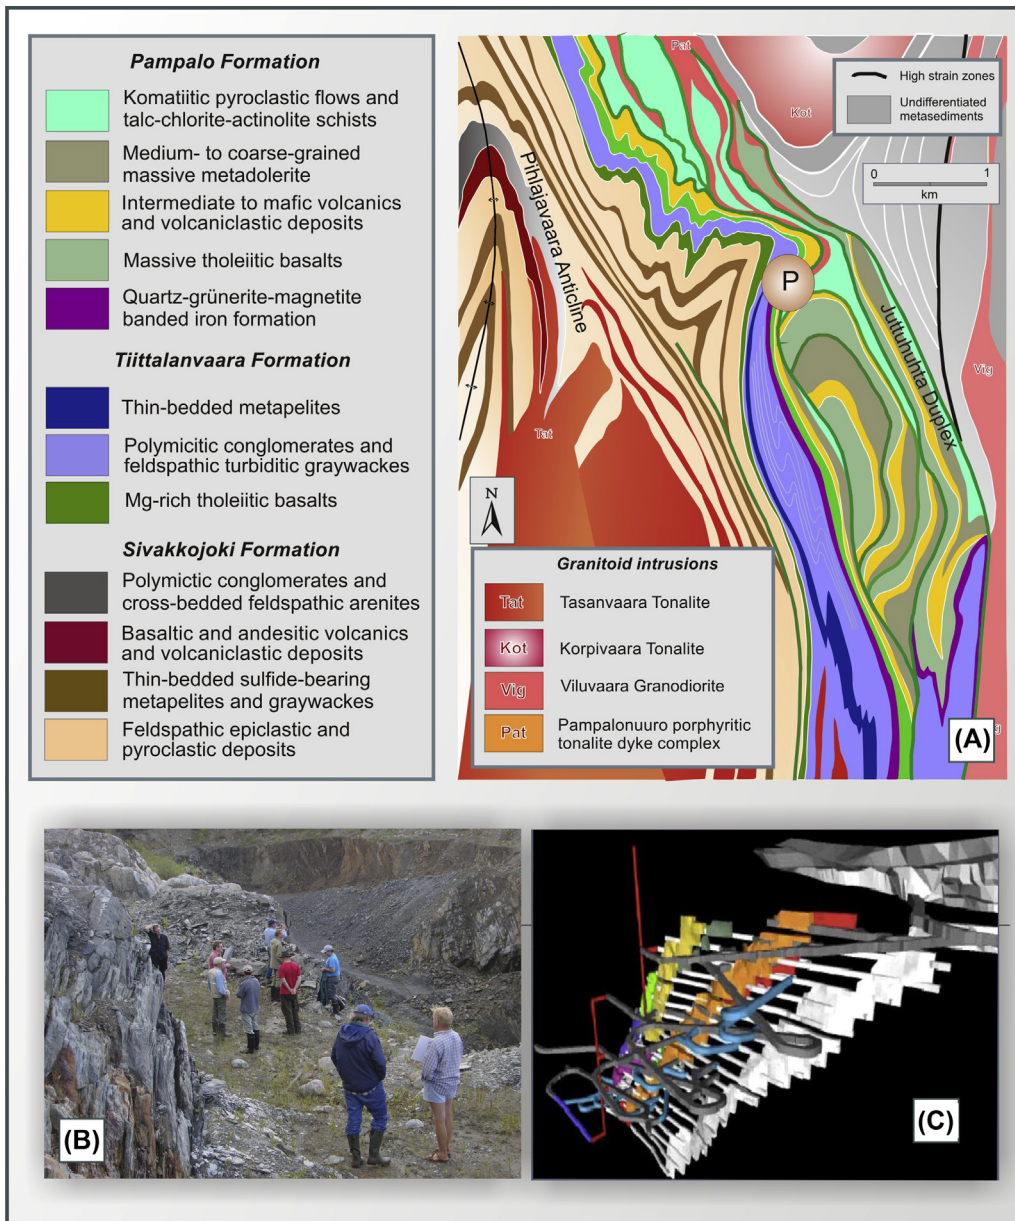 Pampalo Formation
Komatiitic pyroclastic flows and
talc-chlorite-actinolite schists
Medium- to coarse-grained
massive metadolerite
Intermediate to mafic volcanics
and volcaniclastic deposits
Massive tholeiitic basalts
Quartz-grünerite-magnetite
banded iron formation
Tiittalanvaara Formation
Thin-bedded metapelites
Polymicitic conglomerates and
feldspathic turbiditic graywackes
Mg-rich tholeiitic basalts
Sivakkojoki Formation
Polymictic conglomerates and
cross-bedded feldspathic arenites
Basaltic and andesitic volcanics
and volcaniclastic deposits
Thin-bedded sulfide-bearing
metapelites and graywackes
Feldspathic epiclastic and
pyroclastic deposits
Pat
Kot
High strain zones
Undifferentiated
metasediments
0 1
km
Pihlajavaara Anticline
P
Juttuhuhta Duplex
Vig
Tat
N
Granitoid intrusions
Tat Tasanvaara Tonalite
Kot Korpivaara Tonalite
Vig Viluvaara Granodiorite
Pat Pampalonuuro porphyritic
tonalite dyke complex
g
(A)
(B)
(C)